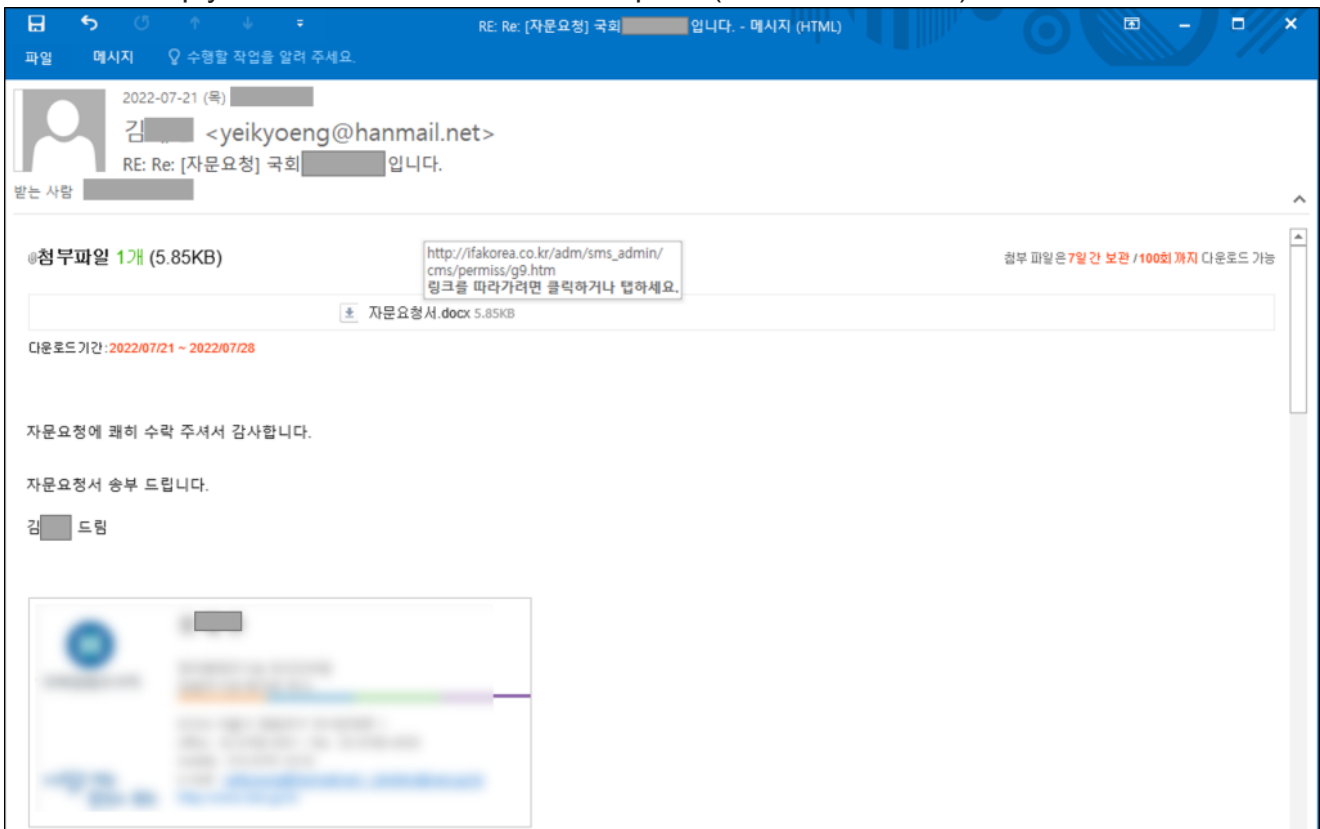 RE: Re: [자문요청] 국회 입니다. - 메시지 (HTML)
파일 메시지 수행할 작업을 알려 주세요.
2022-07-21 (목)
김 <yeikyoeng@hanmail.net>
RE: Re: [자문요청] 국회 입니다.
받는 사람
첨부파일 1개 (5.85KB)
http://ifakorea.co.kr/adm/sms_admin/
cms/permiss/g9.htm
링크를 따라가려면 클릭하거나 탭하세요.
첨부 파일은 7일간 보관 / 100회 까지 다운로드 가능
자문요청서.docx 5.85KB
다운로드 기간 : 2022/07/21 ~ 2022/07/28
자문요청에 쾌히 수락 주셔서 감사합니다.
자문요청서 송부 드립니다.
김 드림